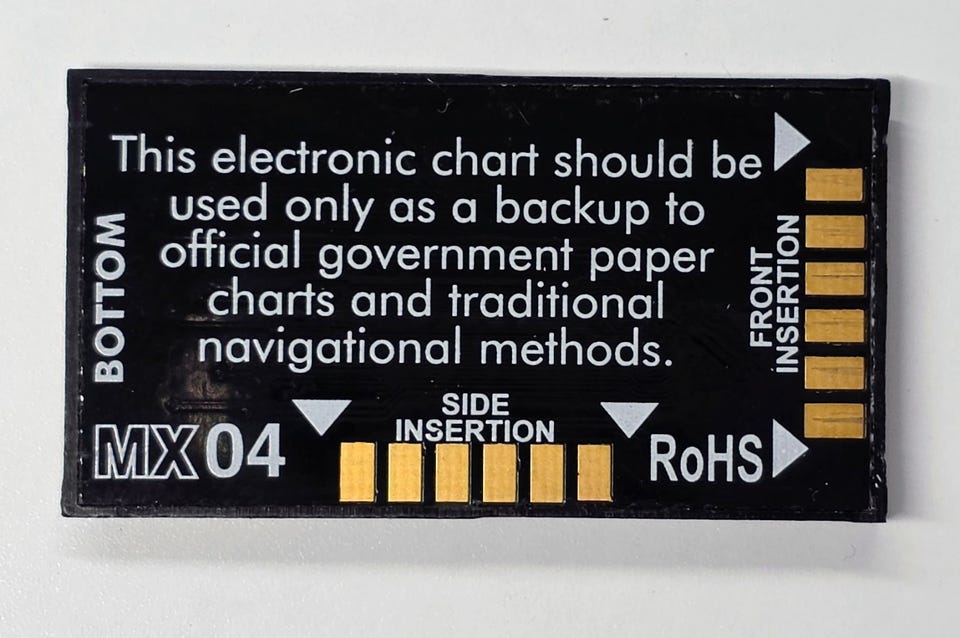 This electronic chart should be
used only as a backup to
official government paper
charts and traditional
navigational methods.
BOTTOM
FRONT
INSERTION
SIDE
INSERTION
MX04
RoHS